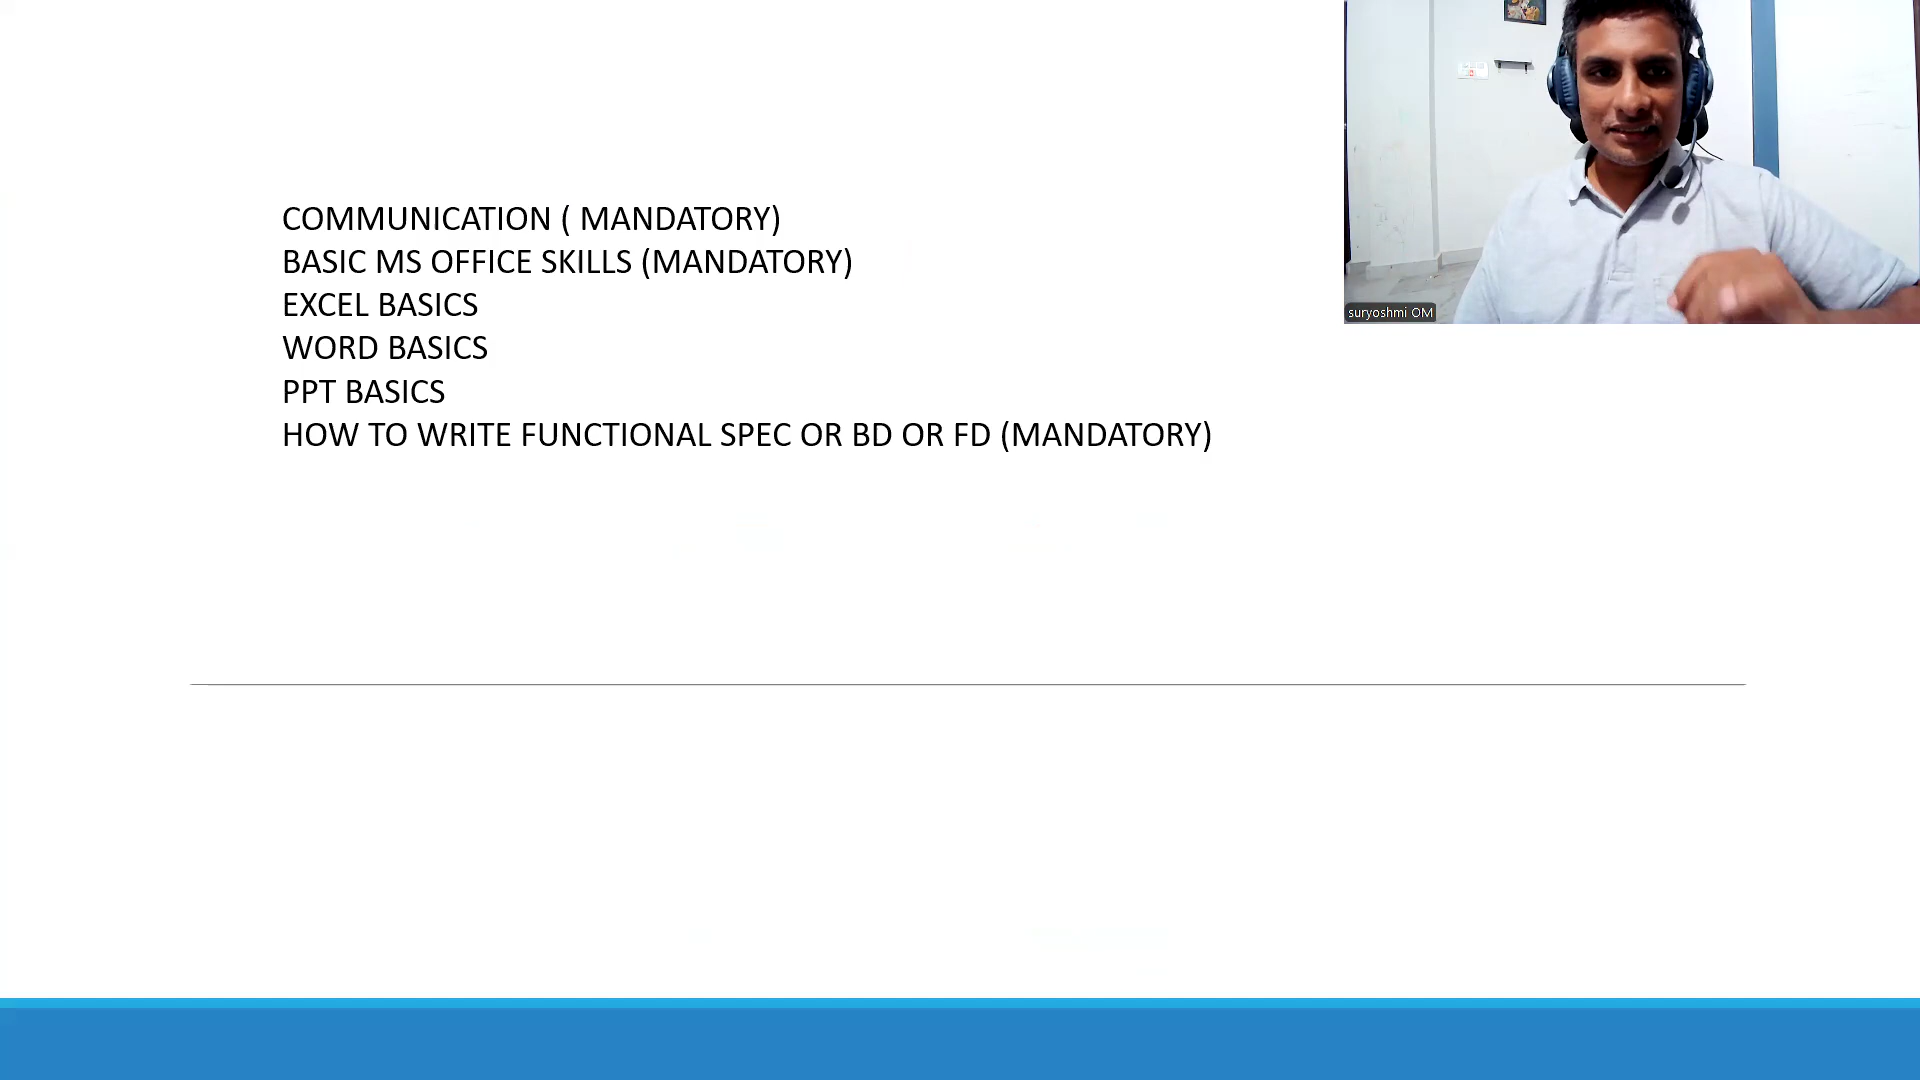 COMMUNICATION ( MANDATORY)
BASIC MS OFFICE SKILLS (MANDATORY)
EXCEL BASICS
WORD BASICS
PPT BASICS
HOW TO WRITE FUNCTIONAL SPEC OR BD OR FD (MANDATORY)
suryoshmi OM